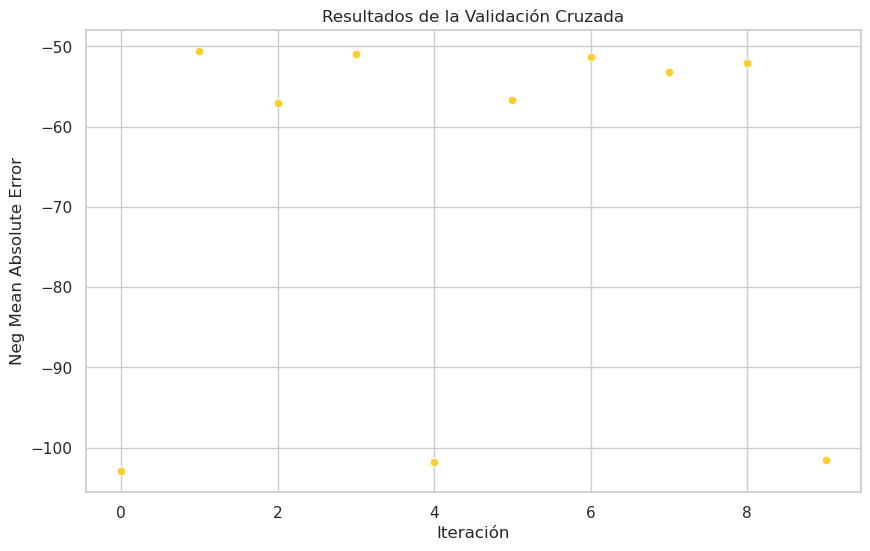 Resultados de la Validación Cruzada
Neg Mean Absolute Error
−50
−60
−70
−80
−90
−100
0 2 4 6 8
Iteración